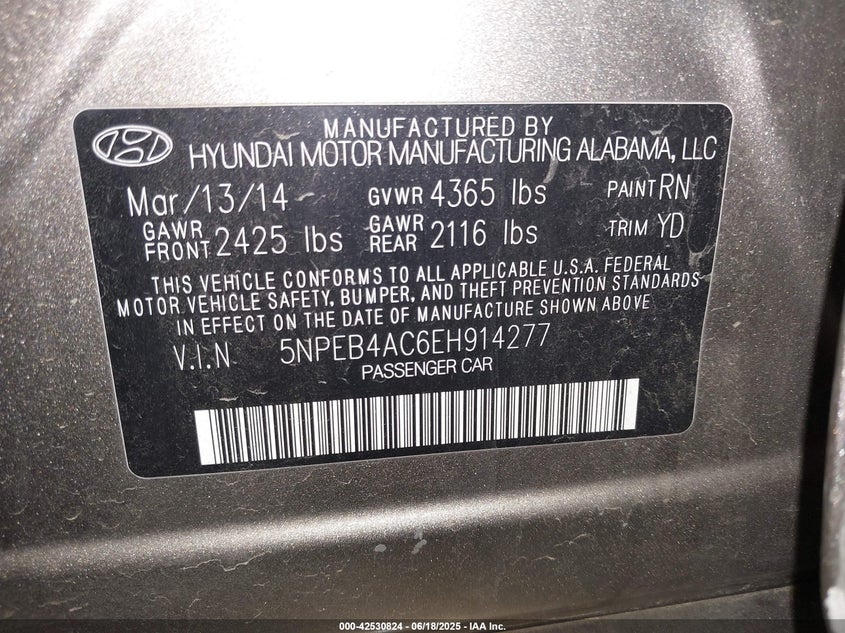 MANUFACTURED BY
HYUNDAI MOTOR MANUFACTURING ALABAMA, LLC
Mar/13/14 GVWR 4365 lbs PAINT RN
GAWR FRONT 2425 lbs GAWR REAR 2116 lbs TRIM YD
THIS VEHICLE CONFORMS TO ALL APPLICABLE U.S.A. FEDERAL
MOTOR VEHICLE SAFETY, BUMPER, AND THEFT PREVENTION STANDARDS
IN EFFECT ON THE DATE OF MANUFACTURE SHOWN ABOVE
V.I.N 5NPEB4AC6EH914277
PASSENGER CAR
000-42530824 | 06/18/2025 - IAA Inc.